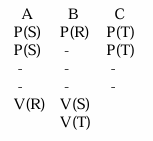 A B C
P(S) P(R) P(T)
P(S) - P(T)
- - -
- - -
V(R) V(S)
V(T)